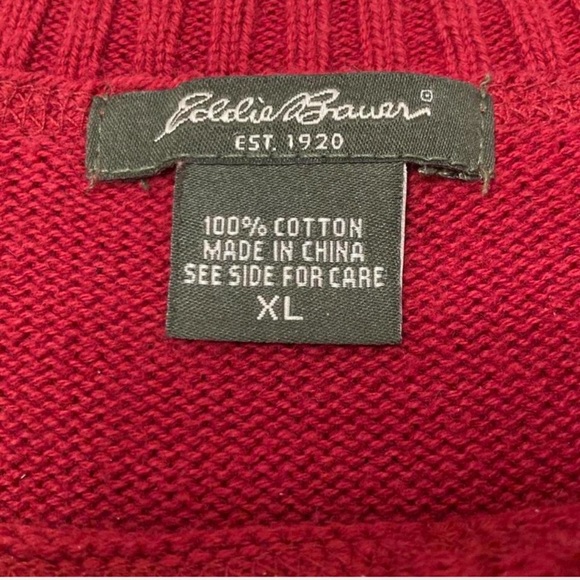 Eddie Bauer
EST. 1920
100% COTTON
MADE IN CHINA
SEE SIDE FOR CARE
XL